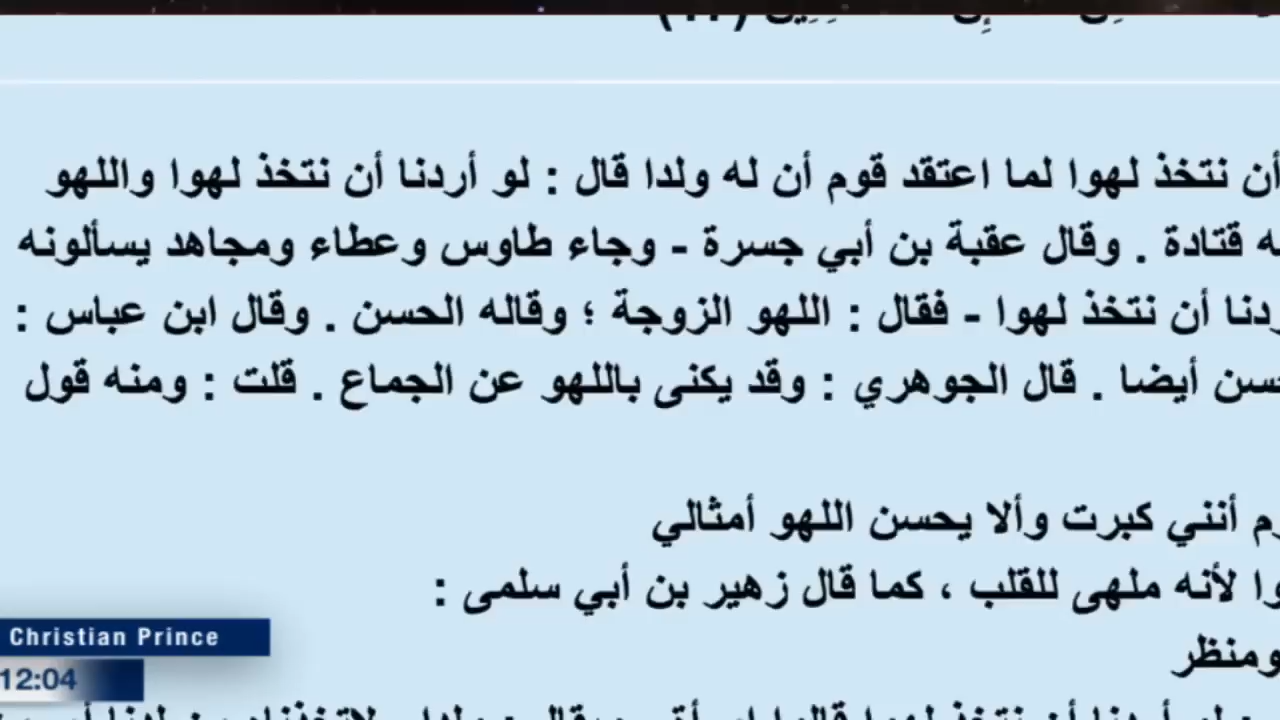 (17)
أن نتخذ لهوا لما اعتقد قوم أن له ولدا قال : لو أردنا أن نتخذ لهوا واللهو
قتادة . وقال عقبة بن أبي جسرة - وجاء طاوس وعطاء ومجاهد يسألونه
أن نتخذ لهوا - فقال : اللهو الزوجة ؛ وقاله الحسن . وقال ابن عباس :
أيضا . قال الجوهري : وقد يكنى باللهو عن الجماع . قلت : ومنه قول
أنني كبرت وألا يحسن اللهو أمثالي
لأنه ملهى للقلب ، كما قال زهير بن أبي سلمى :
ومنظر
Christian Prince
12:04